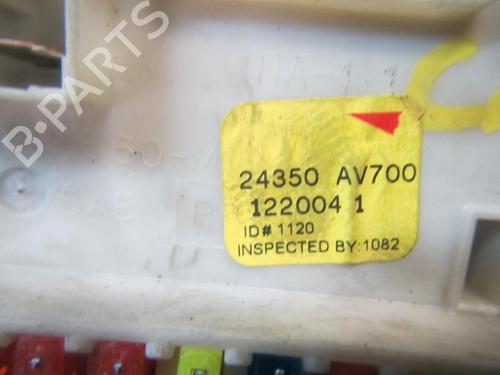 B-PARTS
24350 AV700
122004 1
ID# 1120
INSPECTED BY:1082